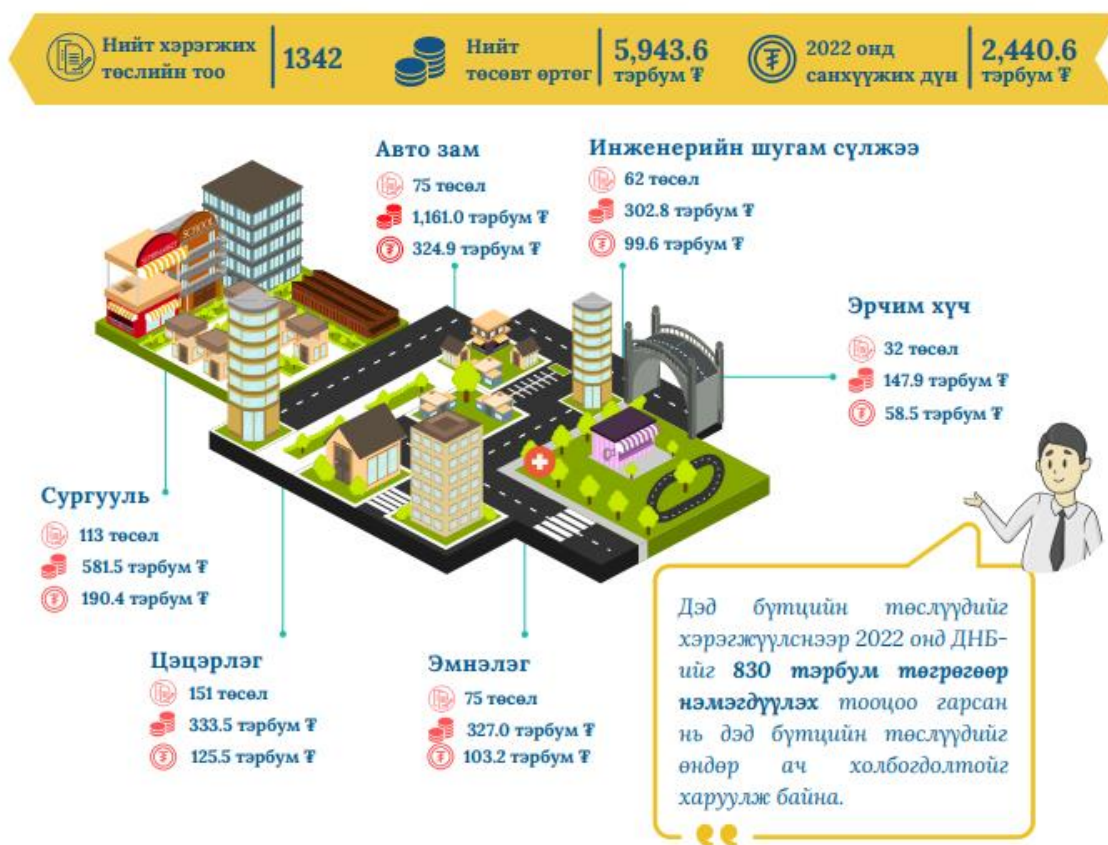 Нийт хэрэгжих
төслийн тоо
1342
Нийт
төсөвт өртөг
5,943.6
тэрбум ₮
2022 онд
санхүүжих дүн
2,440.6
тэрбум ₮
Авто зам
75 төсөл
1,161.0 тэрбум ₮
324.9 тэрбум ₮
Инженерийн шугам сүлжээ
62 төсөл
302.8 тэрбум ₮
99.6 тэрбум ₮
Эрчим хүч
32 төсөл
147.9 тэрбум ₮
58.5 тэрбум ₮
SUPERMARKET
SCHOOL
Сургууль
113 төсөл
581.5 тэрбум ₮
190.4 тэрбум ₮
Цэцэрлэг
151 төсөл
333.5 тэрбум ₮
125.5 тэрбум ₮
Эмнэлэг
75 төсөл
327.0 тэрбум ₮
103.2 тэрбум ₮
Дэд бүтцийн төслүүдийг
хэрэгжүүлснээр 2022 онд ДНБ-
ийг 830 тэрбум төгрөгөөр
нэмэгдүүлэх тооцоо гарсан
нь дэд бүтцийн төслүүдийг
өндөр ач холбогдолтойг
харуулж байна.